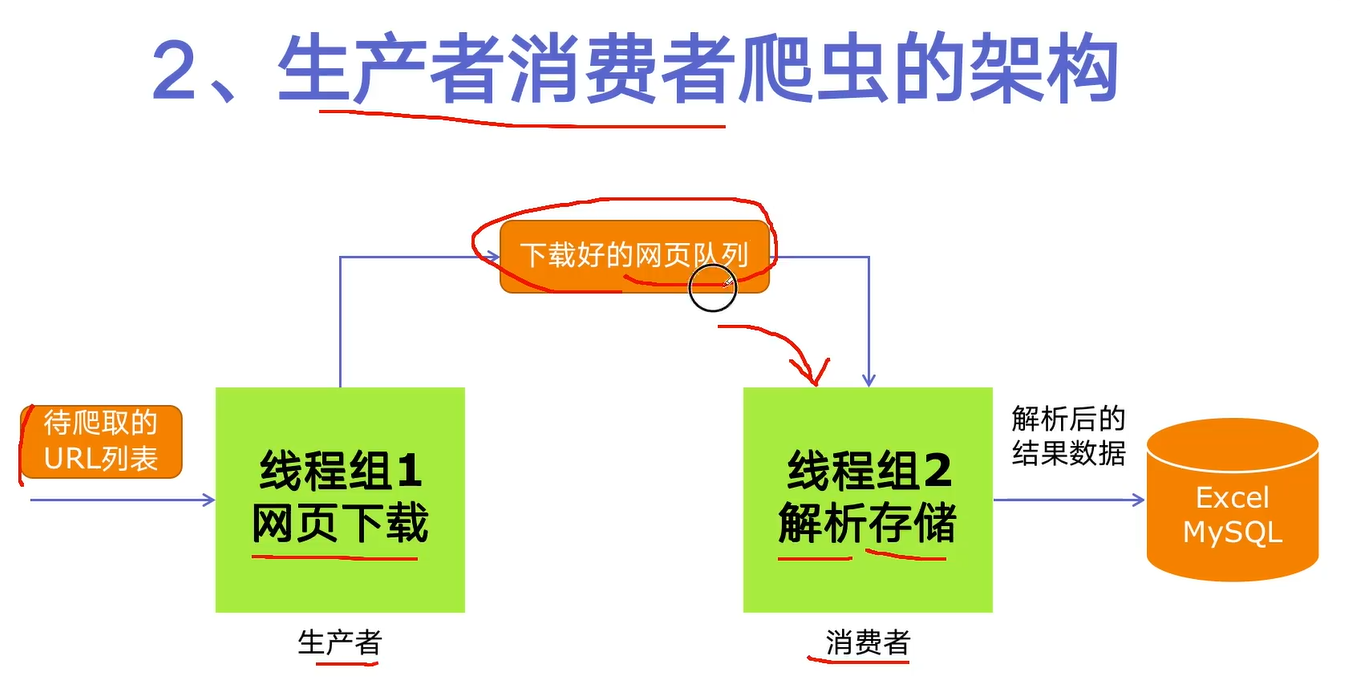 2、生产者消费者爬虫的架构
下载好的网页队列
待爬取的
URL列表
线程组1
网页下载
生产者
线程组2
解析存储
消费者
解析后的
结果数据
Excel
MySQL